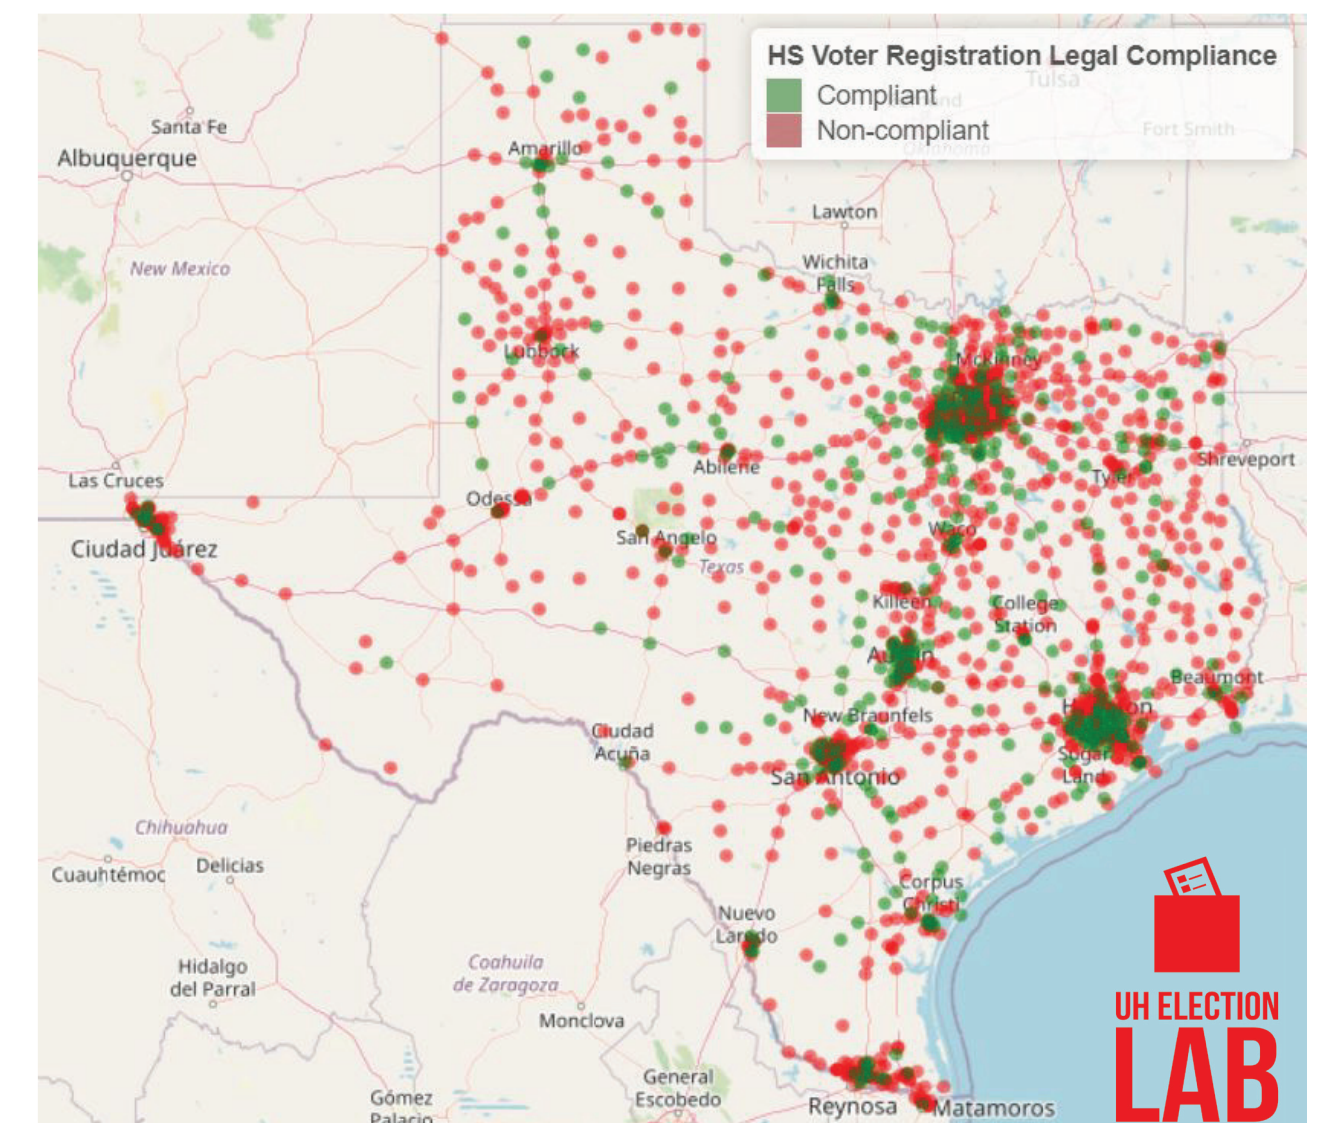 HS Voter Registration Legal Compliance
Compliant
Non-compliant
Tulsa
Fort Smith
Oklahoma
Santa Fe
Albuquerque
Amarillo
Lawton
Wichita
Falls
New Mexico
Lubbock
McKinney
Las Cruces
Odessa
Abilene
Tyler
Shreveport
Ciudad Juárez
San Angelo
Texas
Waco
Killeen
College
Station
Austin
Beaumont
New Braunfels
Houston
Ciudad
Acuña
San Antonio
Sugar
Land
Chihuahua
Cuauhtémoc
Delicias
Piedras
Negras
Corpus
Christi
Nuevo
Laredo
Hidalgo
del Parral
Coahuila
de Zaragoza
Monclova
General
Escobedo
Gómez
Palacio
Reynosa
Matamoros
UH ELECTION
LAB